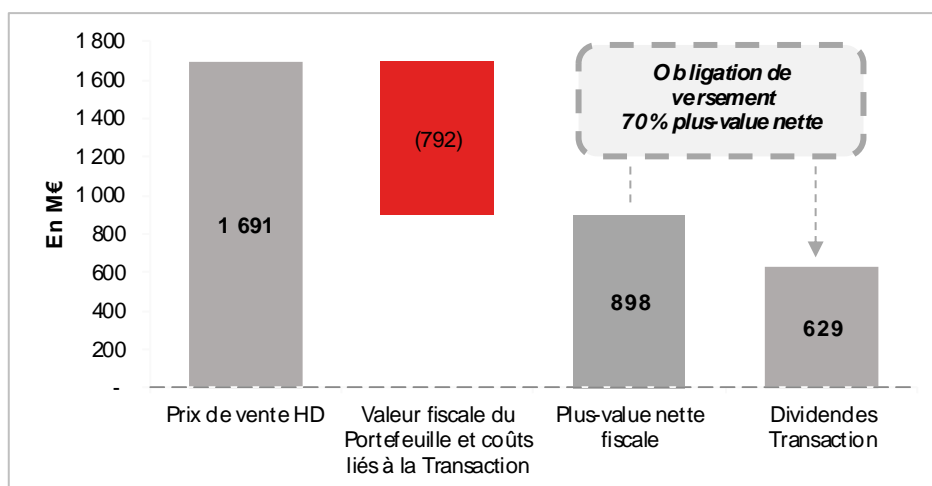 En M€
1 800
1 600
1 400
1 200
1 000
800
600
400
200
-
Obligation de
versement
70% plus-value nette
1 691
(792)
898
629
Prix de vente HD
Valeur fiscale du
Portefeuille et coûts
liés à la Transaction
Plus-value nette
fiscale
Dividendes
Transaction